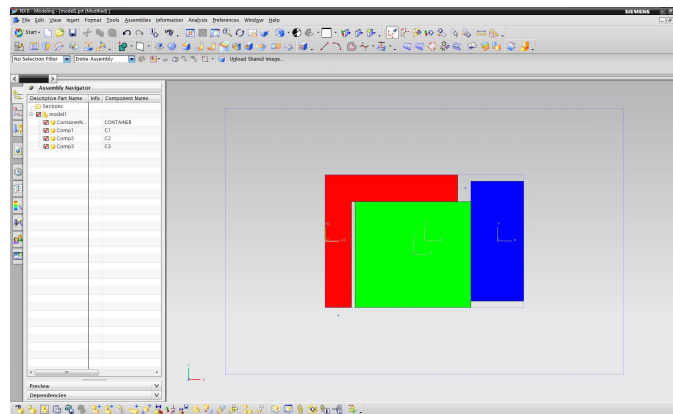 NX 6 - Modeling - [model1.prt (Modified) ]
SIEMENS
File Edit View Insert Format Tools Assemblies Information Analysis Preferences Window Help
Start
No Selection Filter Entire Assembly Upload Shared Image..
Assembly Navigator
Descriptive Part Name Info Component Name
Sections
model1
ContainerN.. CONTAINER
Comp1 C1
Comp2 C2
Comp3 C3
Preview
Dependencies